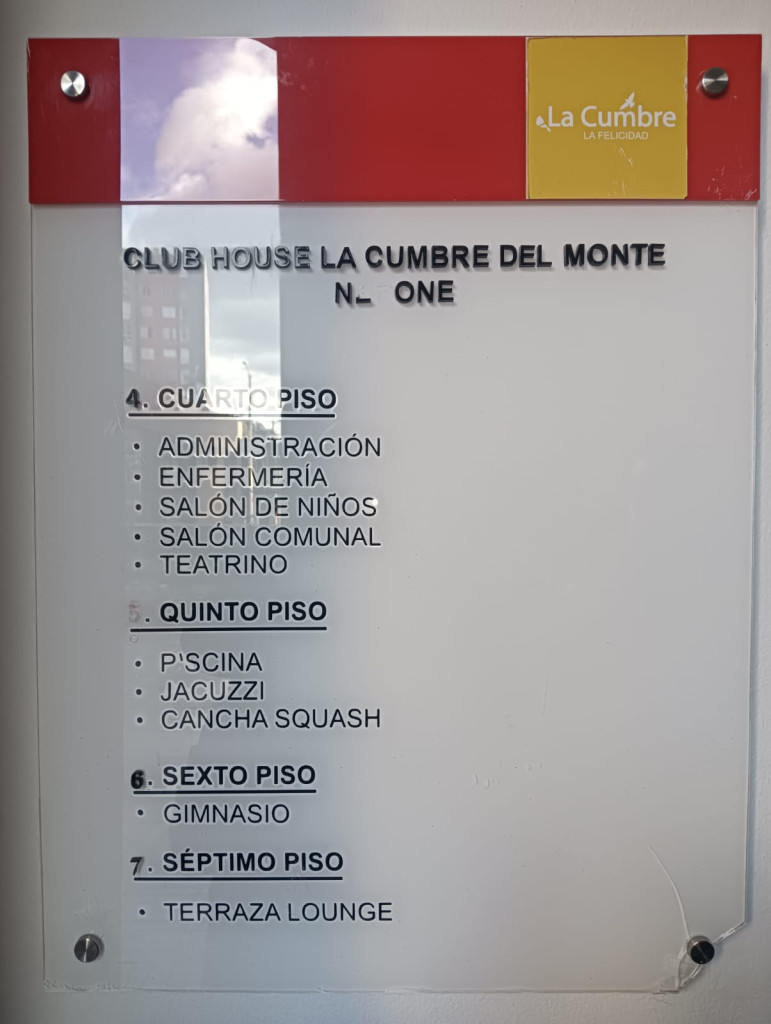 La Cumbre
LA FELICIDAD
CLUB HOUSE LA CUMBRE DEL MONTE
ONE
4. CUARTO PISO
• ADMINISTRACIÓN
• ENFERMERÍA
• SALÓN DE NIÑOS
• SALÓN COMUNAL
• TEATRINO
5. QUINTO PISO
• P'SCINA
• JACUZZI
• CANCHA SQUASH
6. SEXTO PISO
• GIMNASIO
7. SÉPTIMO PISO
• TERRAZA LOUNGE